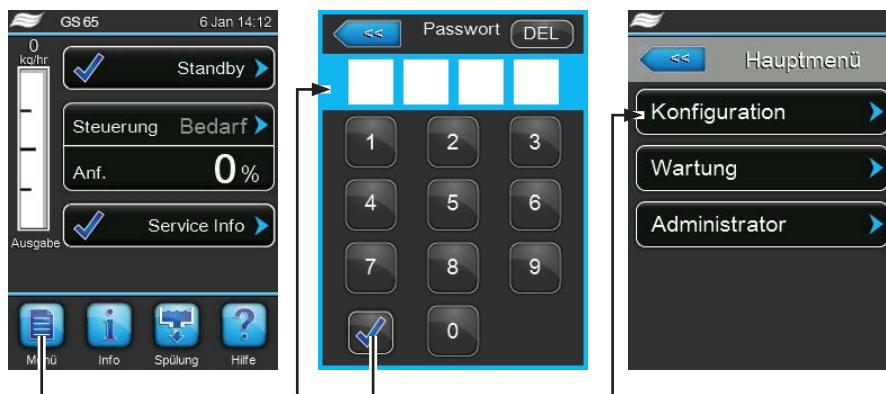 GS 65 6 Jan 14:12
0
kg/hr
Standby
Steuerung Bedarf
Anf. 0 %
Service Info
Ausgabe
Menü Info Spülung Hilfe
<< Passwort DEL
1 2 3
4 5 6
7 8 9
0
<< Hauptmenü
Konfiguration
Wartung
Administrator